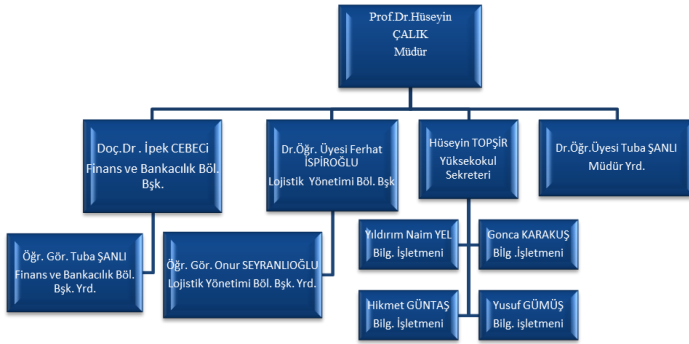 Prof.Dr.Hüseyin
ÇALIK
Müdür
Doç.Dr . İpek CEBECi
Finans ve Bankacılık Böl.
Bşk.
Dr.Öğr. Üyesi Ferhat
İSPİROĞLU
Lojistik Yönetimi Böl. Bşk
Hüseyin TOPŞİR
Yüksekokul
Sekreteri
Dr.Öğr.Üyesi Tuba ŞANLI
Müdür Yrd.
Öğr. Gör. Tuba ŞANLI
Finans ve Bankacılık Böl.
Bşk. Yrd.
Öğr. Gör. Onur SEYRANLIOĞLU
Lojistik Yönetimi Böl. Bşk. Yrd.
Yıldırım Naim YEL
Bilg. İşletmeni
Gonca KARAKUŞ
Bİlg .İşletmeni
Hikmet GÜNTAŞ
Bilg. İşletmeni
Yusuf GÜMÜŞ
Bilg. işletmeni